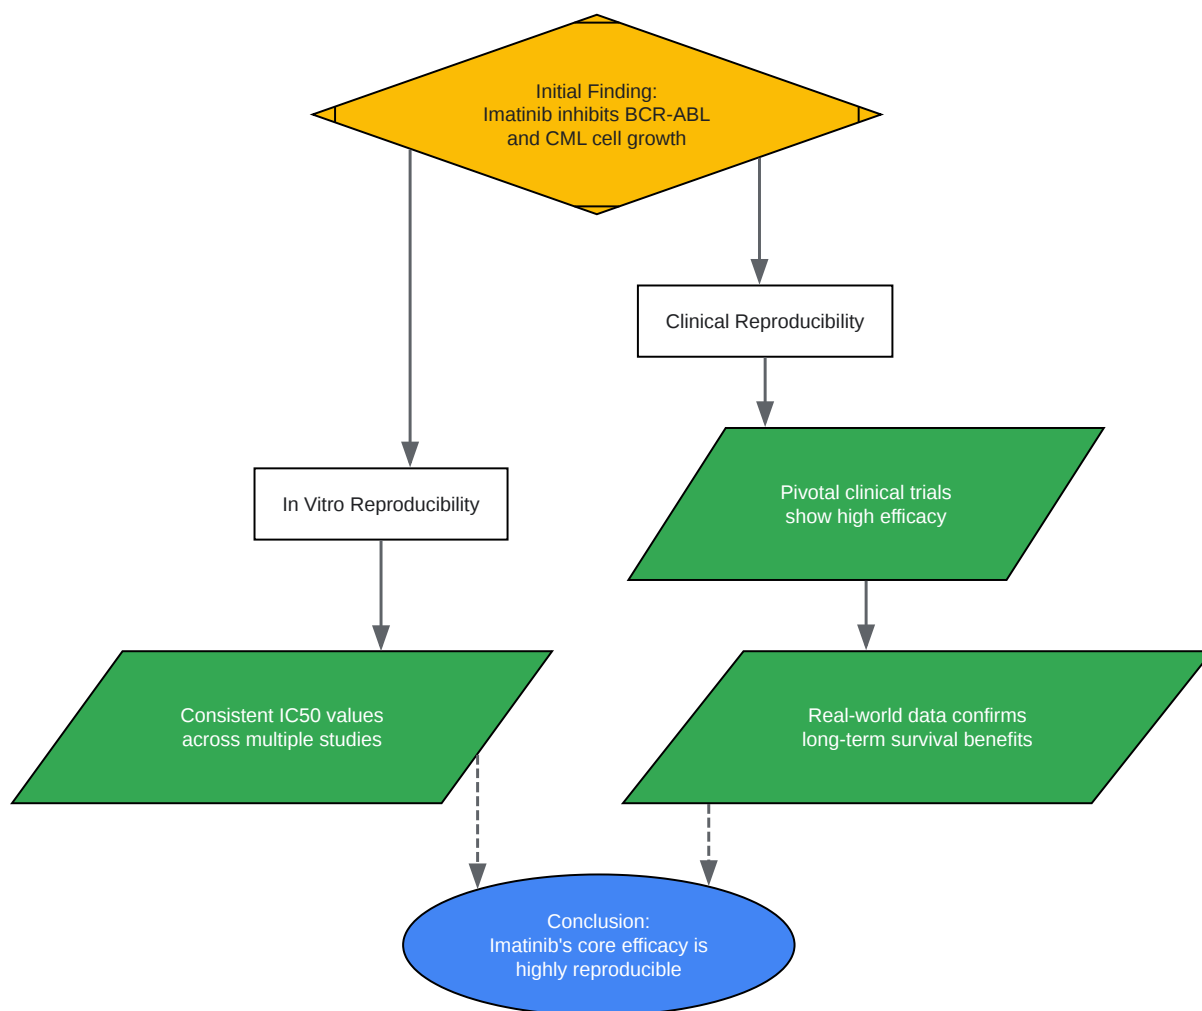 Initial Finding:
Imatinib inhibits BCR-ABL
and CML cell growth
Clinical Reproducibility
In Vitro Reproducibility
Pivotal clinical trials
show high efficacy
Consistent IC50 values
across multiple studies
Real-world data confirms
long-term survival benefits
Conclusion:
Imatinib's core efficacy is
highly reproducible